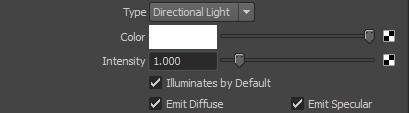 Type Directional Light
Color
Intensity 1.000
Illuminates by Default
Emit Diffuse Emit Specular